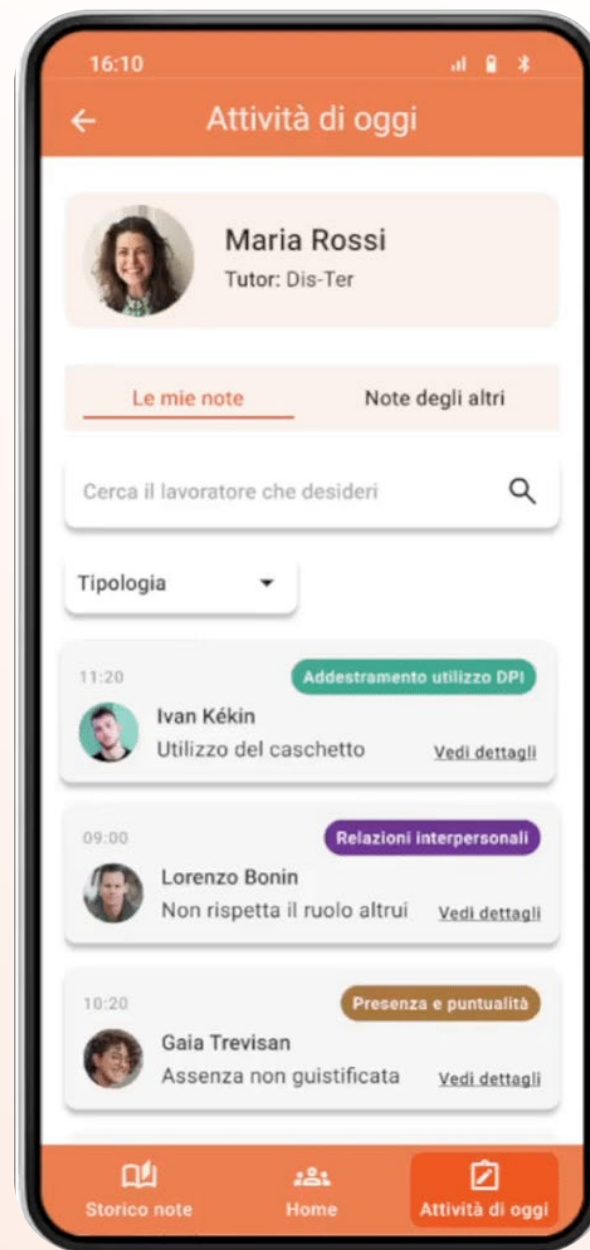 16:10
Attività di oggi
Maria Rossi
Tutor: Dis-Ter
Le mie note
Note degli altri
Cerca il lavoratore che desideri
Tipologia
11:20
Addestramento utilizzo DPI
Ivan Kékin
Utilizzo del caschetto
Vedi dettagli
09:00
Relazioni interpersonali
Lorenzo Bonin
Non rispetta il ruolo altrui
Vedi dettagli
10:20
Presenza e puntualità
Gaia Trevisan
Assenza non guistificata
Vedi dettagli
Storico note
Home
Attività di oggi